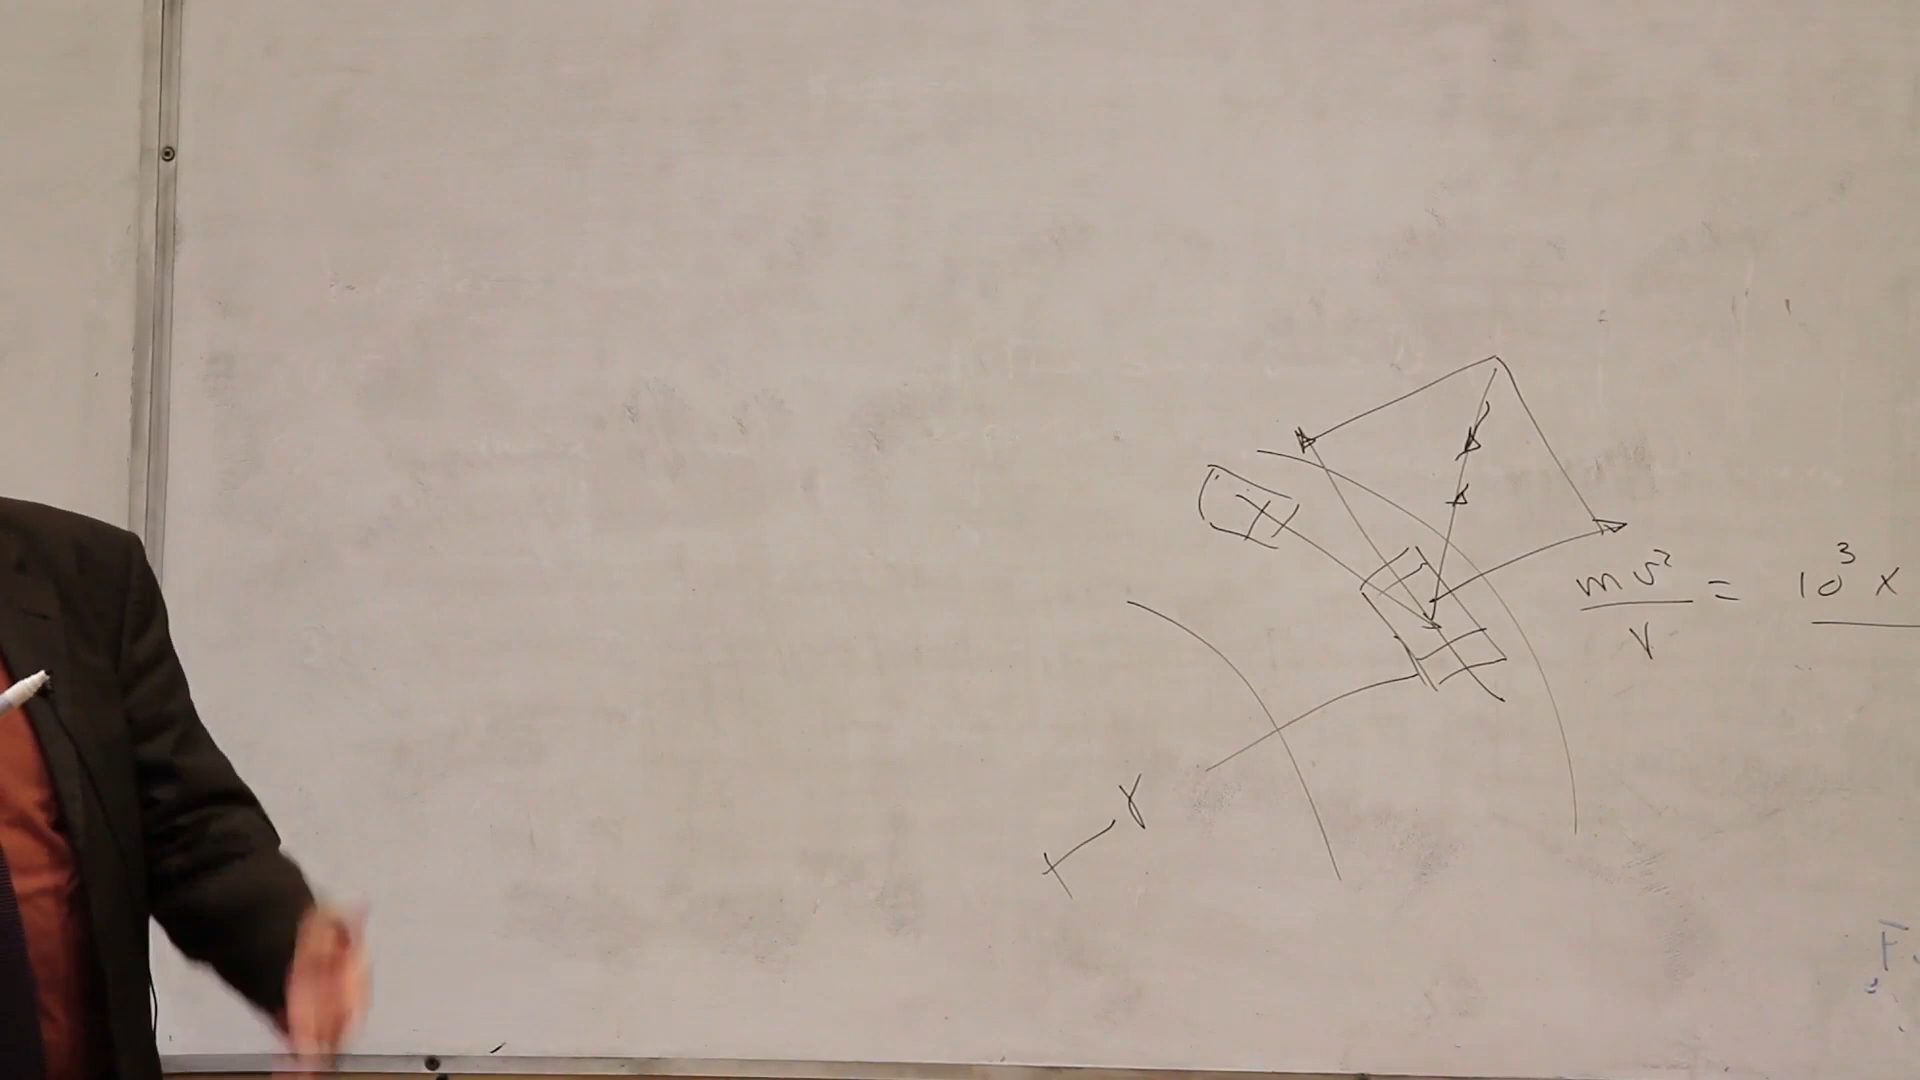 mv²
/ r = 10³ x
r
F